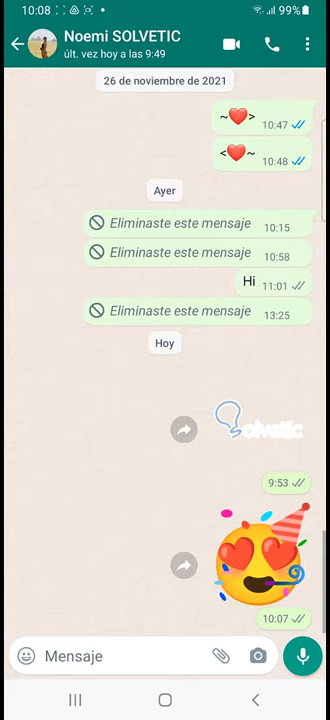 10:08 99%
Noemi SOLVETIC
últ. vez hoy a las 9:49
26 de noviembre de 2021
~❤️>
10:47
<❤️~
10:48
Ayer
Eliminaste este mensaje 10:15
Eliminaste este mensaje 10:58
Hi 11:01
Eliminaste este mensaje 13:25
Hoy
Solvetic
9:53
10:07
Mensaje